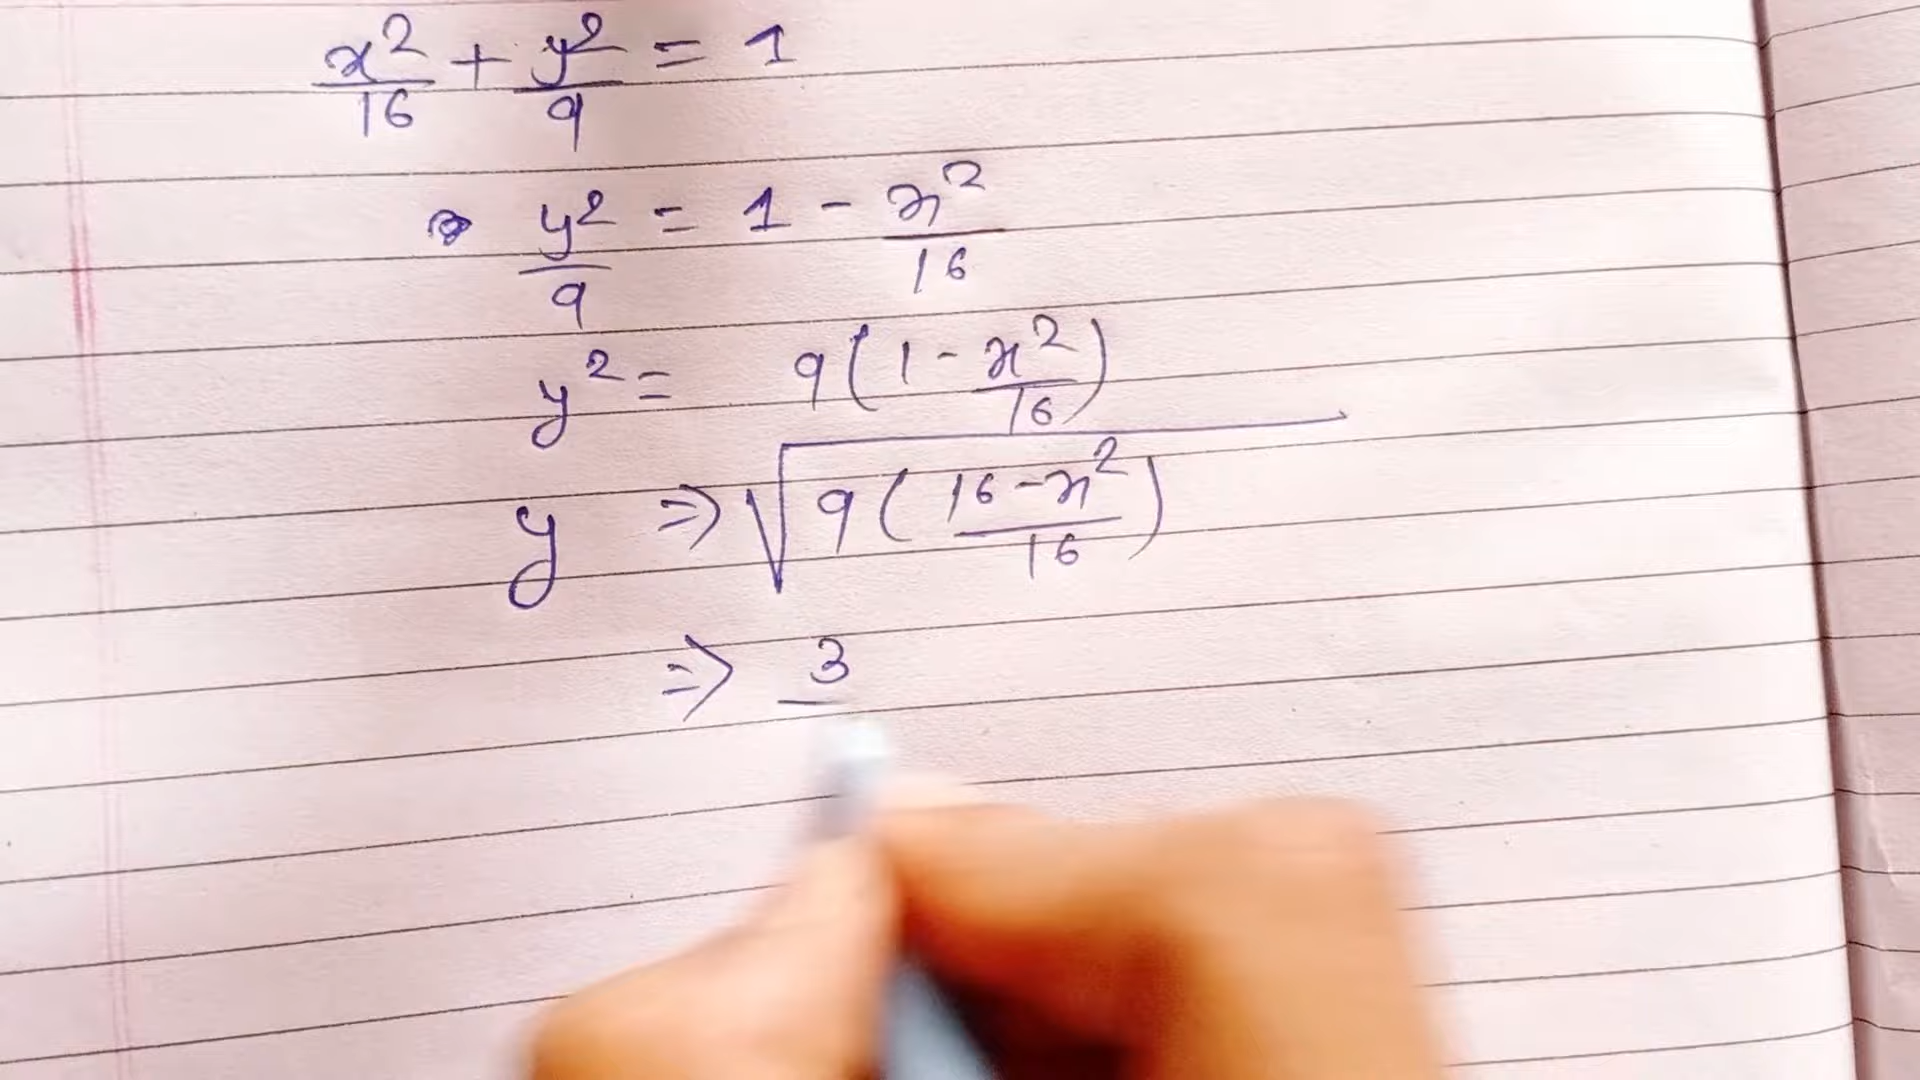 x²/16 + y²/9 = 1
⇒ y²/9 = 1 - x²/16
y² = 9(1 - x²/16)
y ⇒ √(9((16-x²)/16))
⇒ 3/